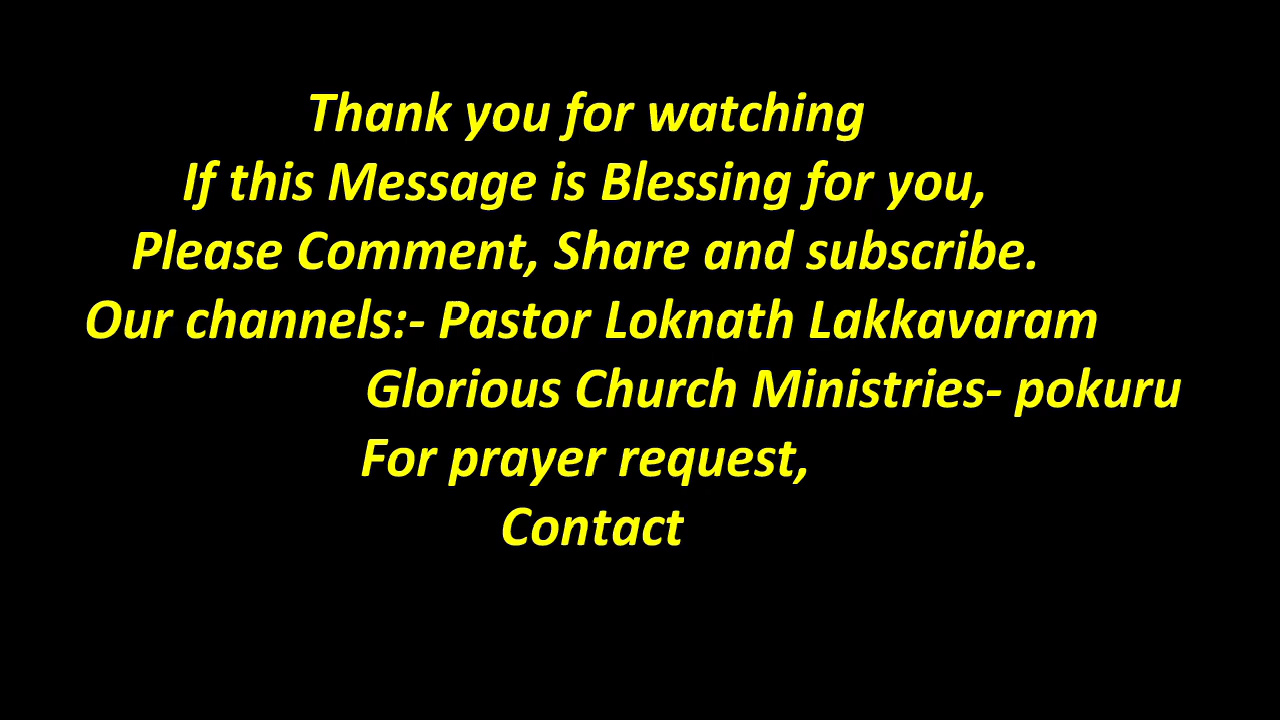 Thank you for watching
If this Message is Blessing for you,
Please Comment, Share and subscribe.
Our channels:- Pastor Loknath Lakkavaram
Glorious Church Ministries- pokuru
For prayer request,
Contact